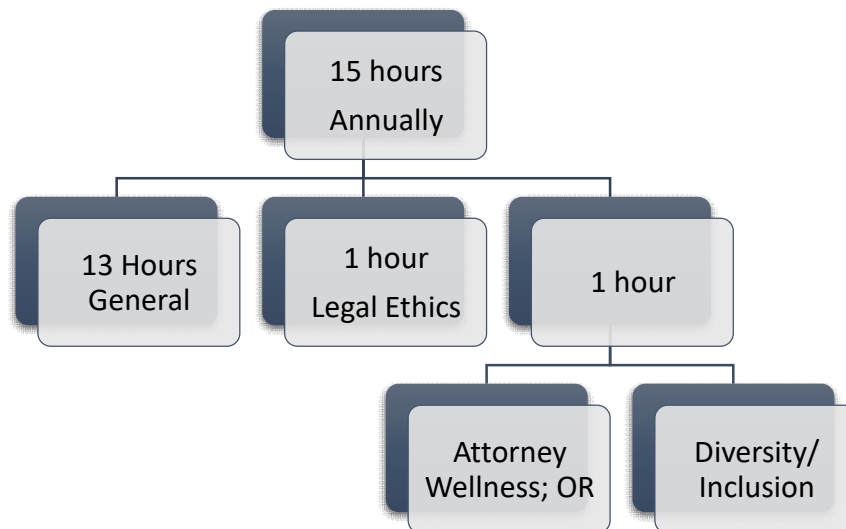 15 hours
Annually
13 Hours
General
1 hour
Legal Ethics
1 hour
Attorney
Wellness; OR
Diversity/
Inclusion